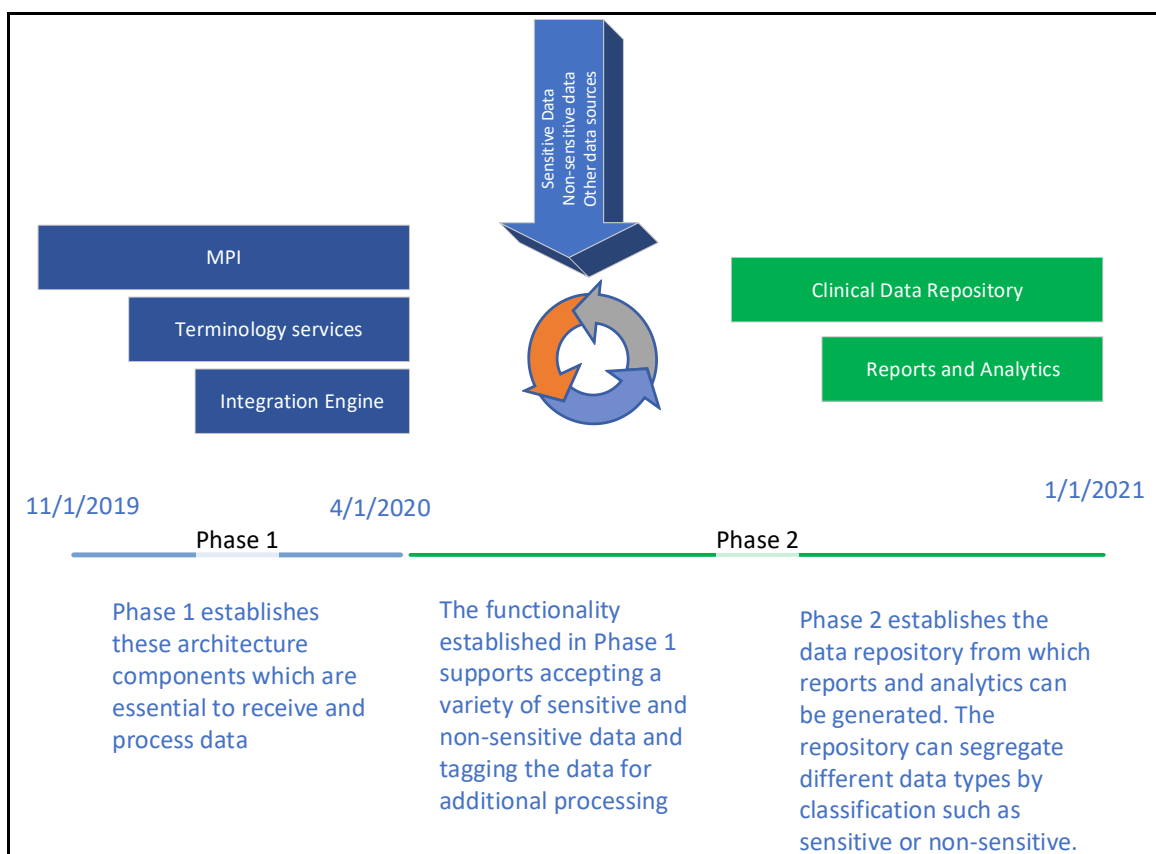 Sensitive Data
Non-sensitive data
Other data sources
MPI
Terminology services
Integration Engine
Clinical Data Repository
Reports and Analytics
11/1/2019
4/1/2020
1/1/2021
Phase 1
Phase 2
Phase 1 establishes
these architecture
components which are
essential to receive and
process data
The functionality
established in Phase 1
supports accepting a
variety of sensitive and
non-sensitive data and
tagging the data for
additional processing
Phase 2 establishes the
data repository from which
reports and analytics can
be generated. The
repository can segregate
different data types by
classification such as
sensitive or non-sensitive.